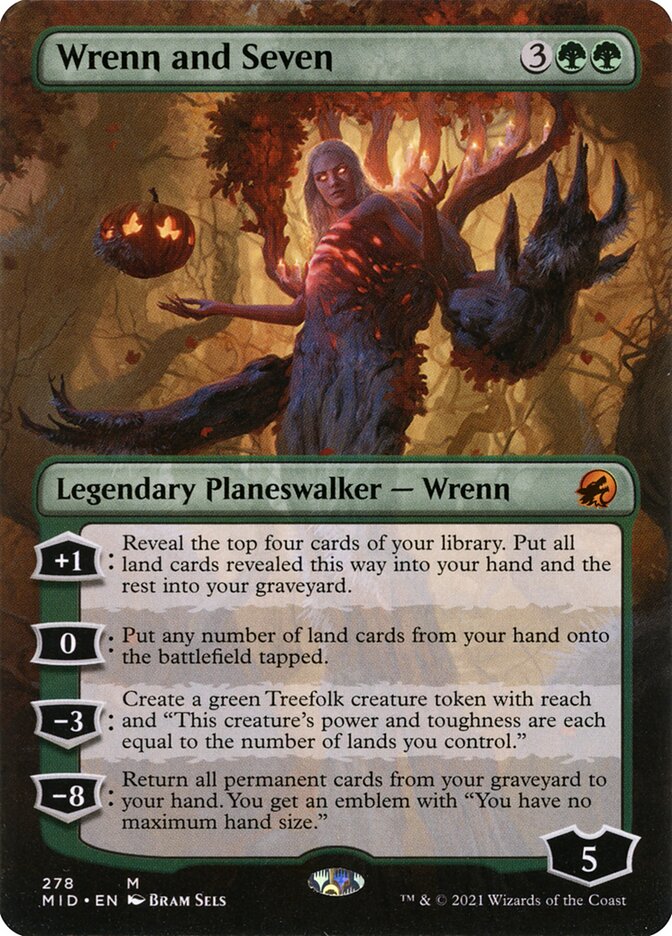 Wrenn and Seven 3
Legendary Planeswalker — Wrenn
+1: Reveal the top four cards of your library. Put all
land cards revealed this way into your hand and the
rest into your graveyard.
0: Put any number of land cards from your hand onto
the battlefield tapped.
−3: Create a green Treefolk creature token with reach
and “This creature’s power and toughness are each
equal to the number of lands you control.”
−8: Return all permanent cards from your graveyard to
your hand. You get an emblem with “You have no
maximum hand size.”
5
278 M
MID • EN Bram Sels
™ & © 2021 Wizards of the Coast